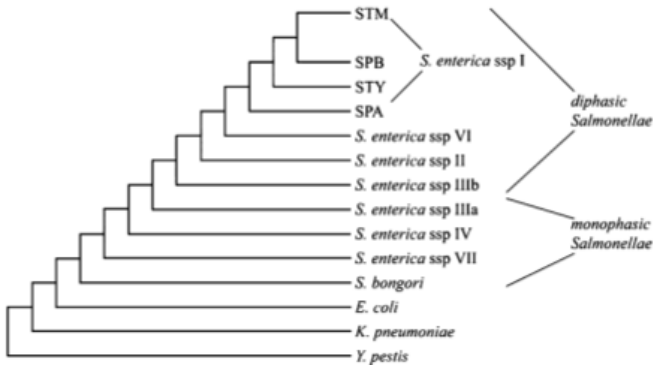 STM
SPB
STY
SPA
S. enterica ssp I
S. enterica ssp VI
S. enterica ssp II
S. enterica ssp IIIb
S. enterica ssp IIIa
S. enterica ssp IV
S. enterica ssp VII
S. bongori
E. coli
K. pneumoniae
Y. pestis
diphasic
Salmonellae
monophasic
Salmonellae